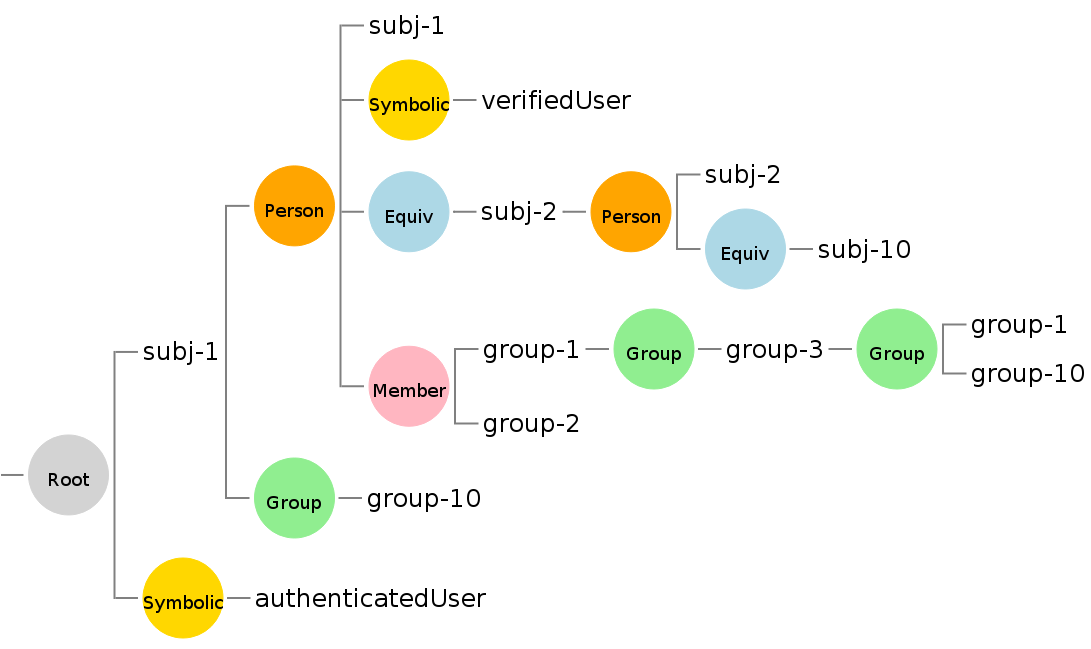 subj-1
Symbolic
verifiedUser
subj-2
Person
Person
Equiv
subj-2
Equiv
subj-10
group-1
Group
group-3
Group
group-1
group-10
subj-1
Member
group-2
Root
Group
group-10
Symbolic
authenticatedUser